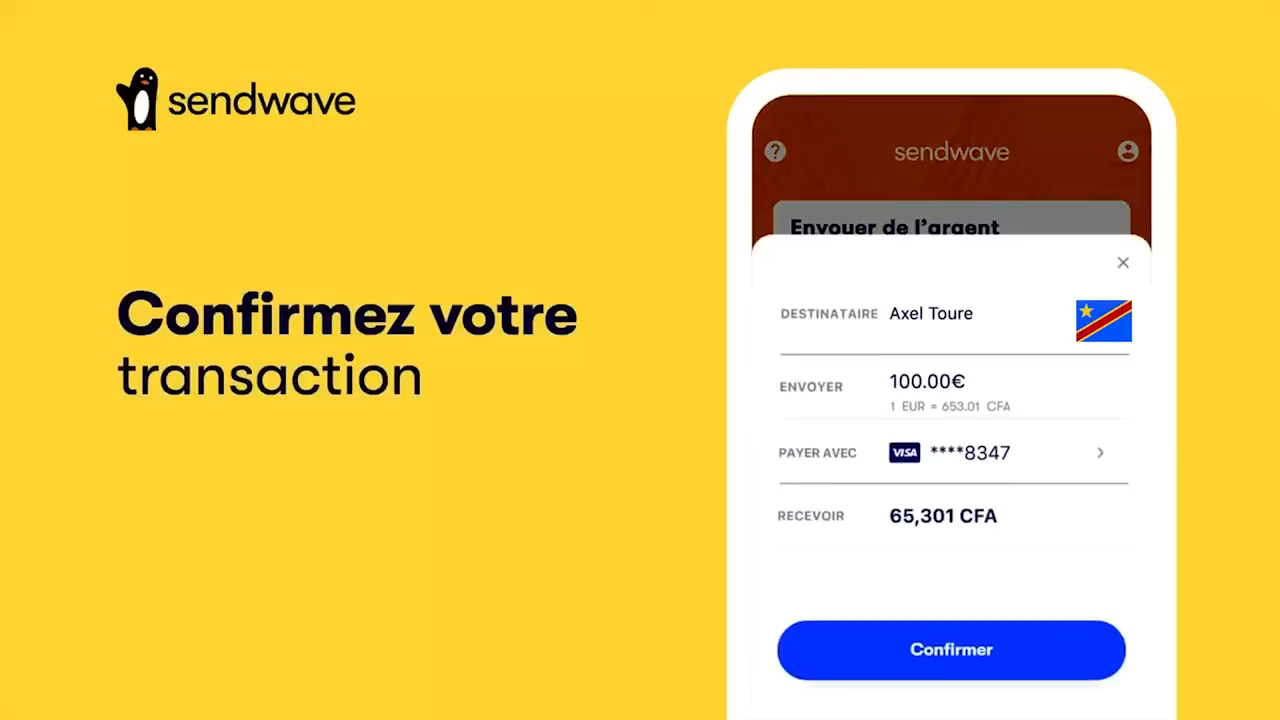 sendwave
Confirmez votre
transaction
?
sendwave
Envoyer de l'argent
DESTINATAIRE Axel Toure
ENVOYER 100.00€
1 EUR = 653.01 CFA
PAYER AVEC VISA ****8347
RECEVOIR 65,301 CFA
Confirmer